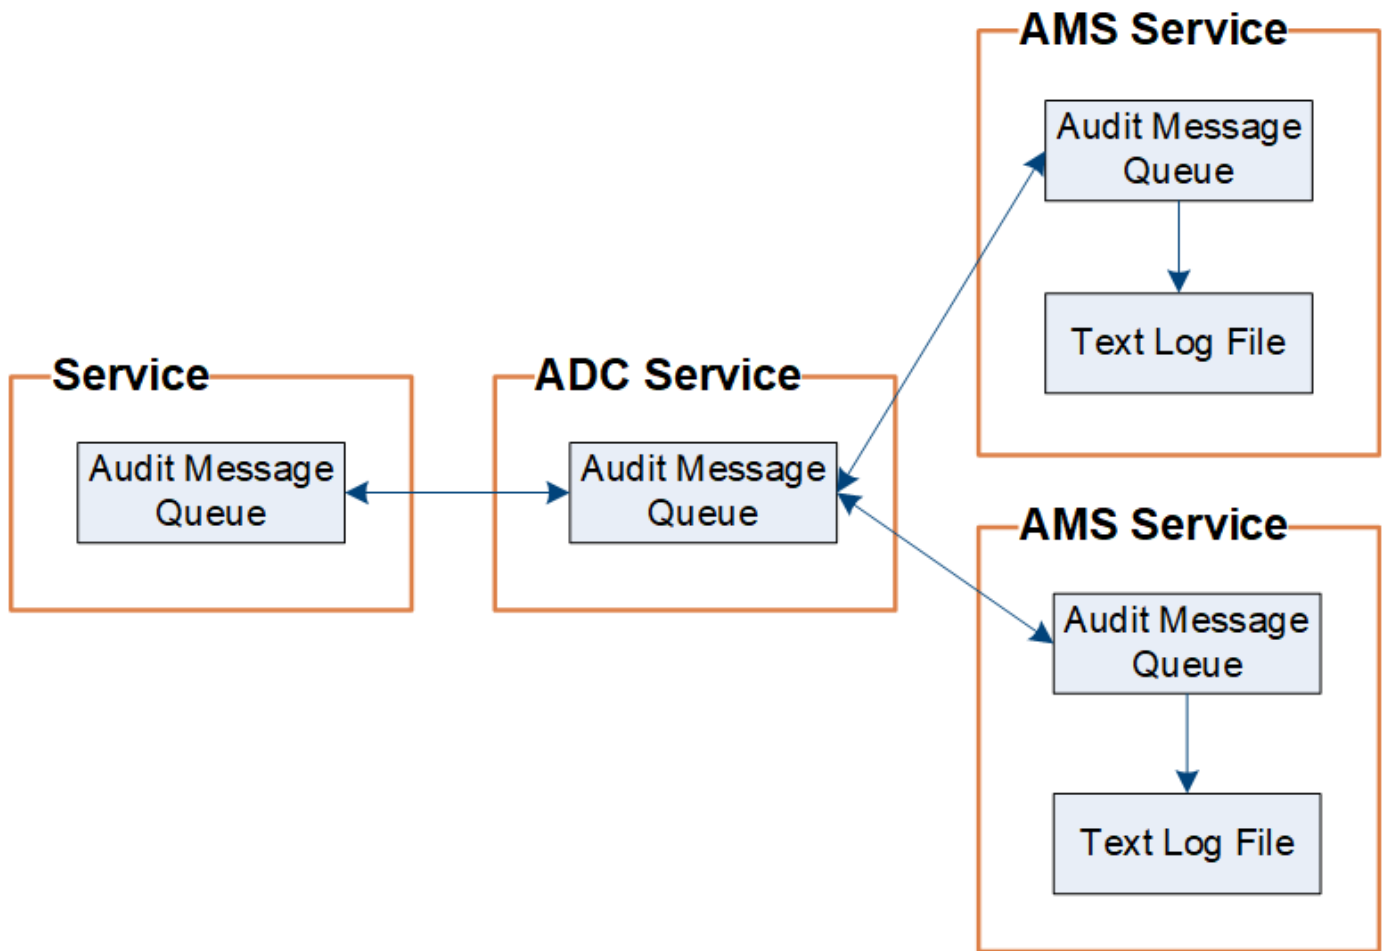 AMS Service
Audit Message
Queue
Text Log File
Service
Audit Message
Queue
ADC Service
Audit Message
Queue
AMS Service
Audit Message
Queue
Text Log File